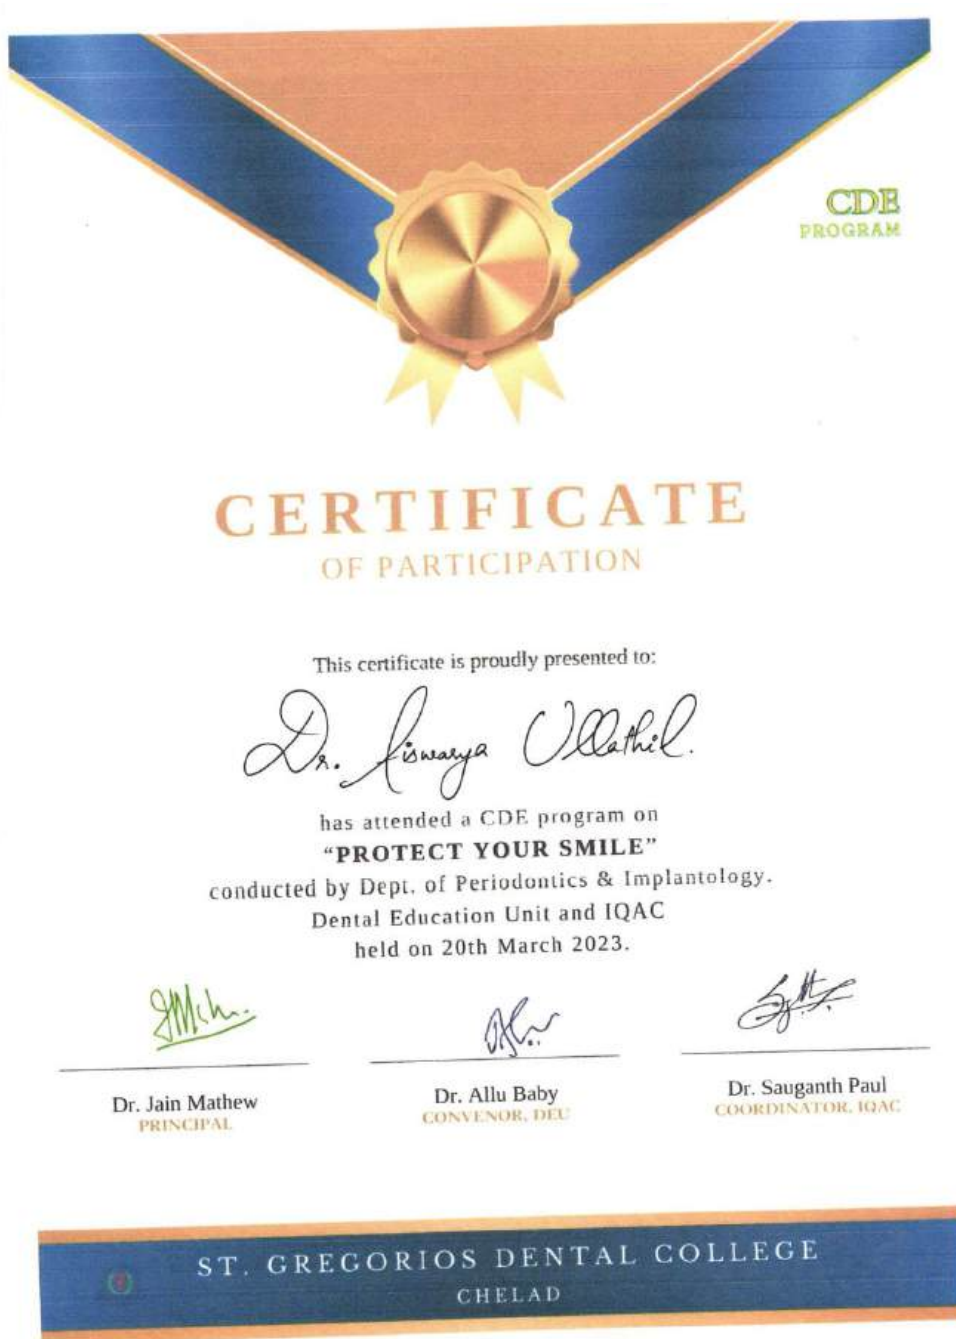 CDE
PROGRAM
CERTIFICATE
OF PARTICIPATION
This certificate is proudly presented to:
Dr. Aiswarya Ullathil.
has attended a CDE program on
“PROTECT YOUR SMILE”
conducted by Dept. of Periodontics & Implantology.
Dental Education Unit and IQAC
held on 20th March 2023.
Dr. Jain Mathew
PRINCIPAL
Dr. Allu Baby
CONVENOR, DEU
Dr. Sauganth Paul
COORDINATOR, IQAC
ST. GREGORIOS DENTAL COLLEGE
CHELAD